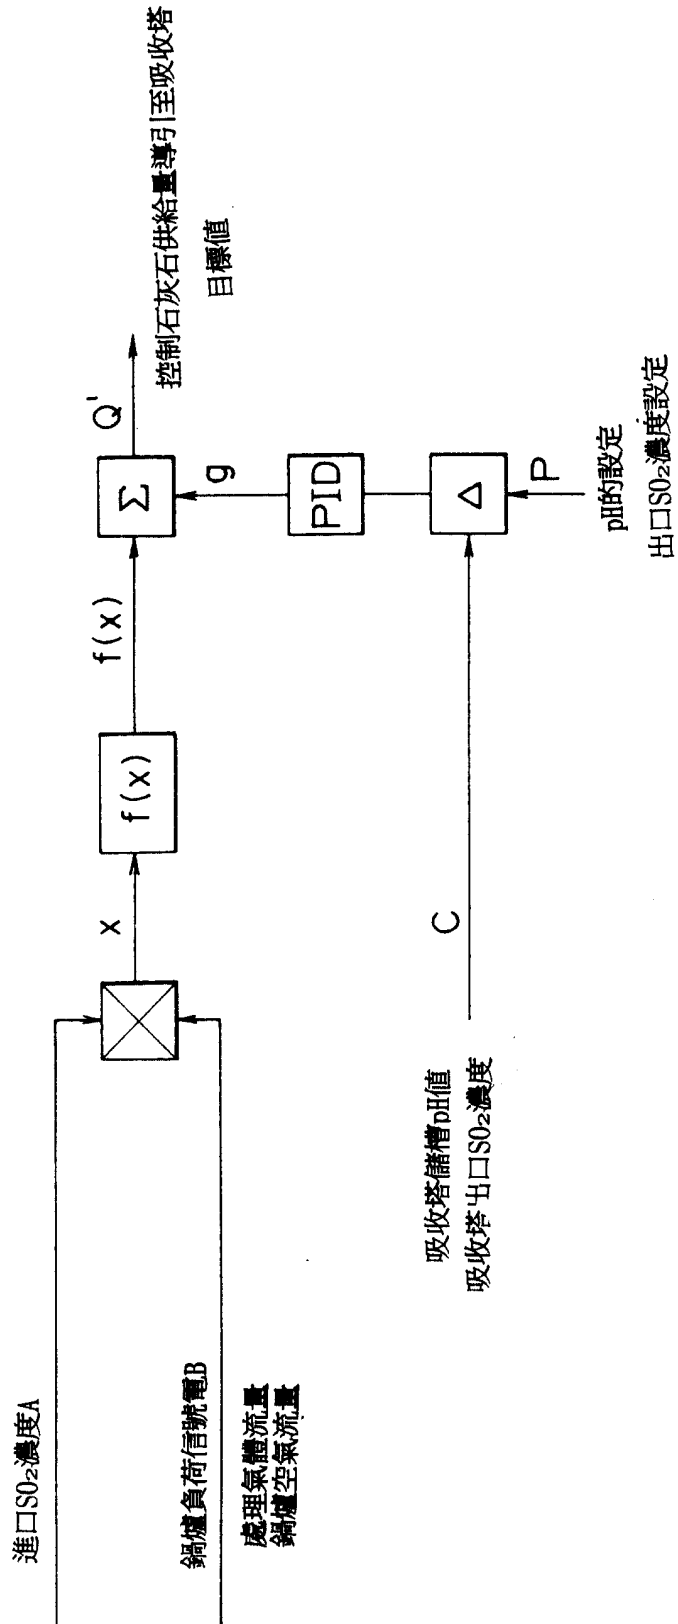 進口SO₂濃度A
鍋爐負荷信號電B
處理氣體流量
鍋爐空氣流量
x
f(x)
f(x)
Σ
Q'
控制石灰石供給量導引至吸收塔
目標值
g
PID
Δ
C
吸收塔儲槽pH值
吸收塔出口SO₂濃度
P
pH的設定
出口SO₂濃度設定